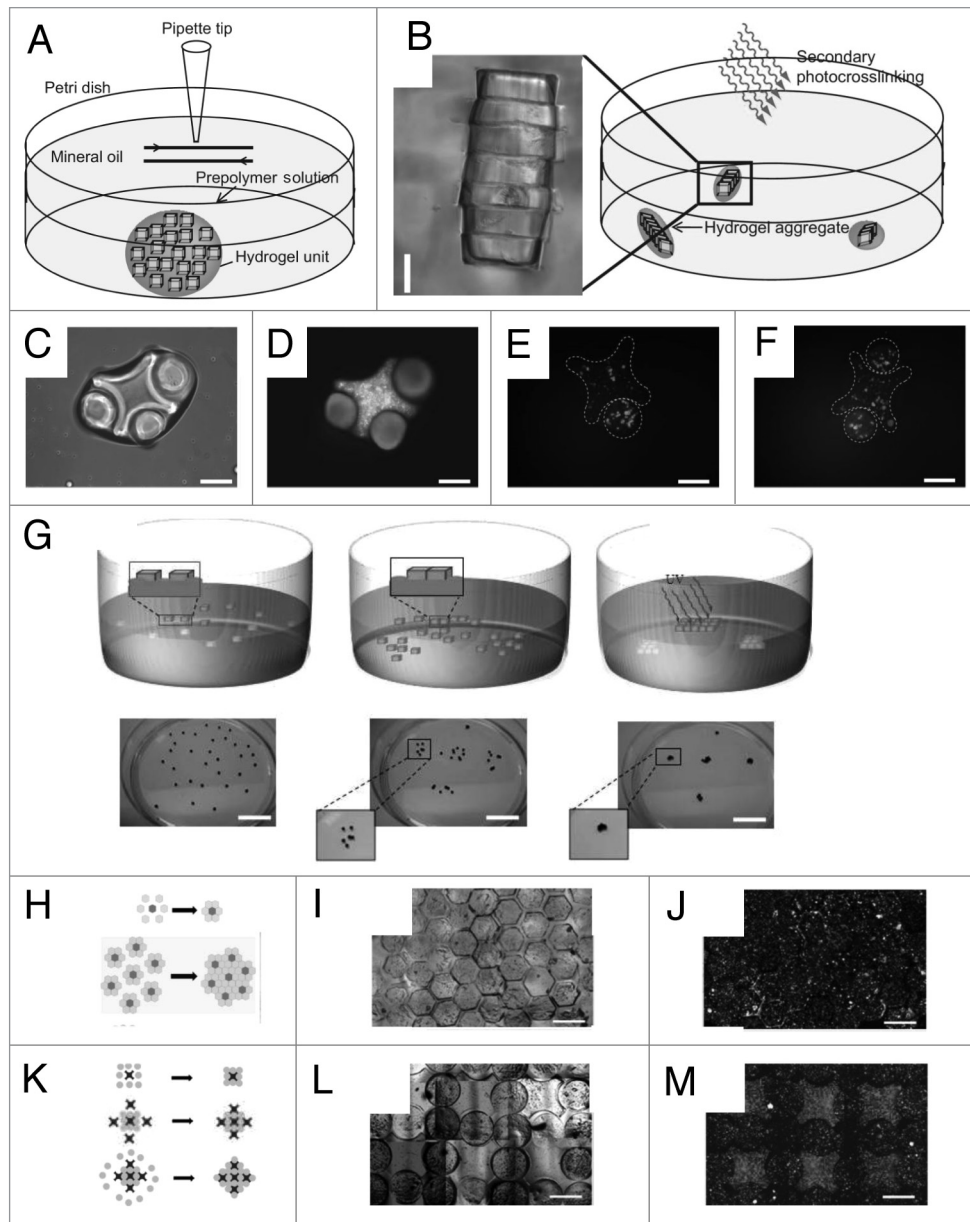 A
Pipette tip
Petri dish
Mineral oil
Prepolymer solution
Hydrogel unit
B
Secondary
photocrosslinking
Hydrogel aggregate
C
D
E
F
G
UV
H
I
J
K
L
M